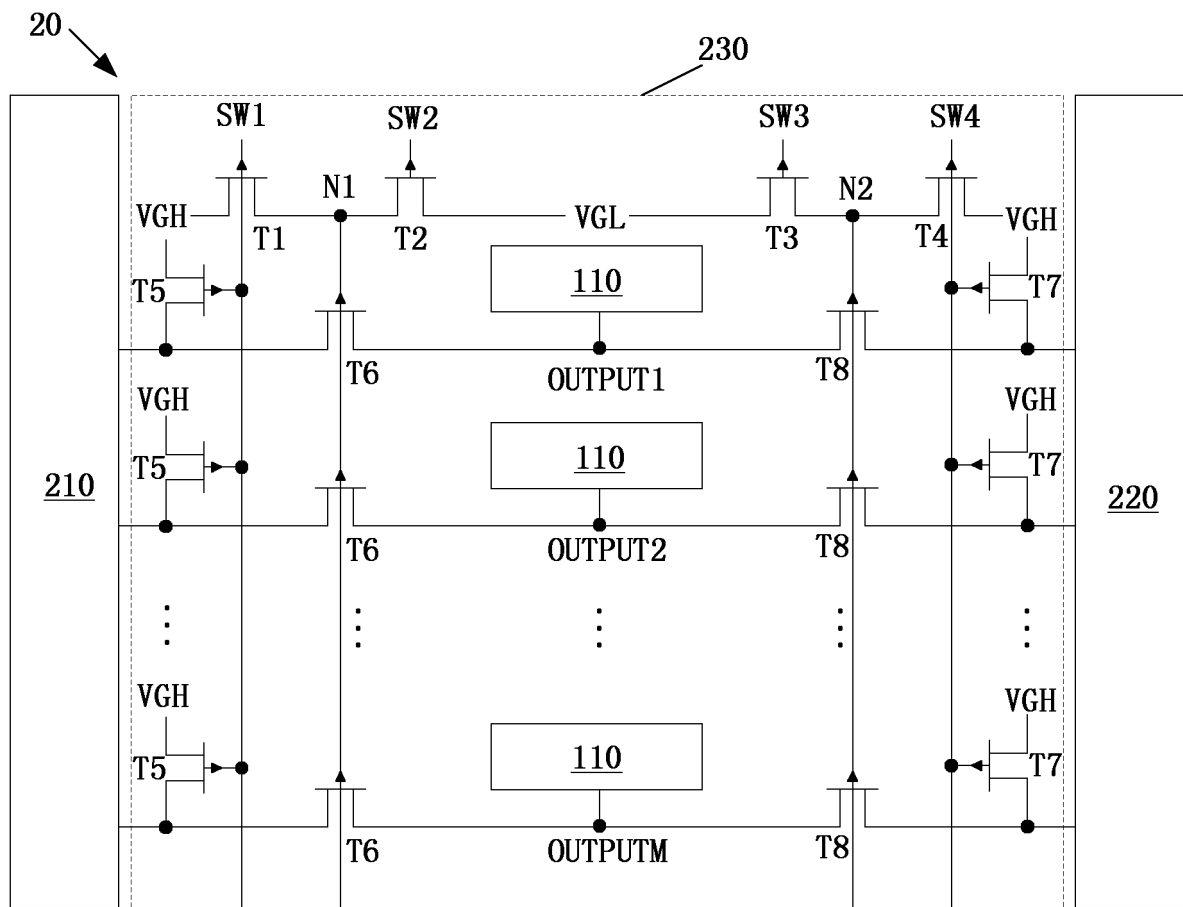 20
230
SW1 SW2 SW3 SW4
N1 N2
VGH T1 T2 VGL T3 T4 VGH
T5 110 T7
T6 OUTPUT1 T8
VGH VGH
T5 110 T7
210 220
T6 OUTPUT2 T8
⋮ ⋮ ⋮ ⋮ ⋮
VGH VGH
T5 110 T7
T6 OUTPUTM T8